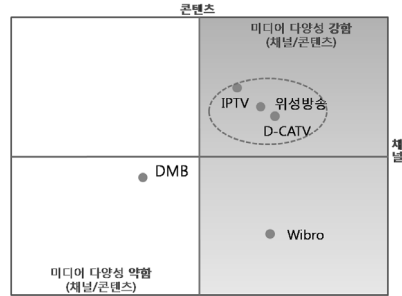 콘텐츠
미디어 다양성 강함
(채널/콘텐츠)
IPTV 위성방송
D-CATV
채
널
DMB
Wibro
미디어 다양성 약함
(채널/콘텐츠)